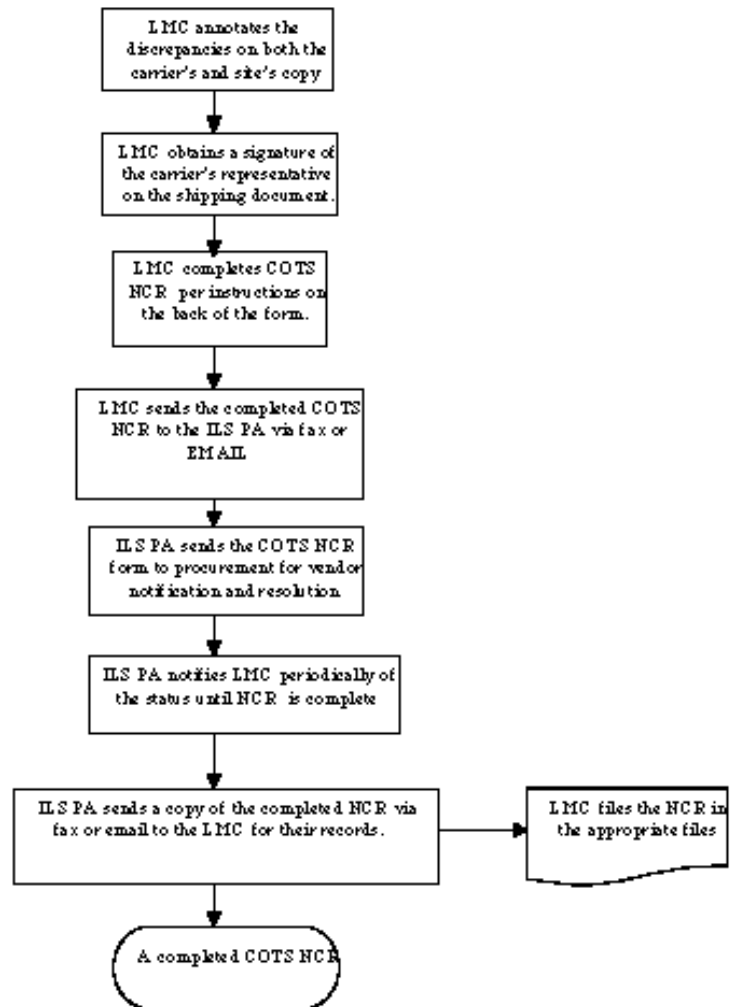 LMC annotates the
discrepancies on both the
carrier's and site's copy
LMC obtains a signature of
the carrier's representative
on the shipping document.
LMC completes COTS
NCR per instructions on
the back of the form.
LMC sends the completed COTS
NCR to the ILS PA via fax or
EMAIL
ILS PA sends the COTS NCR
form to procurement for vendor
notification and resolution
ILS PA notifies LMC periodically of
the status until NCR is complete
ILS PA sends a copy of the completed NCR via
fax or email to the LMC for their records.
LMC files the NCR in
the appropriate files
A completed COTS NCR